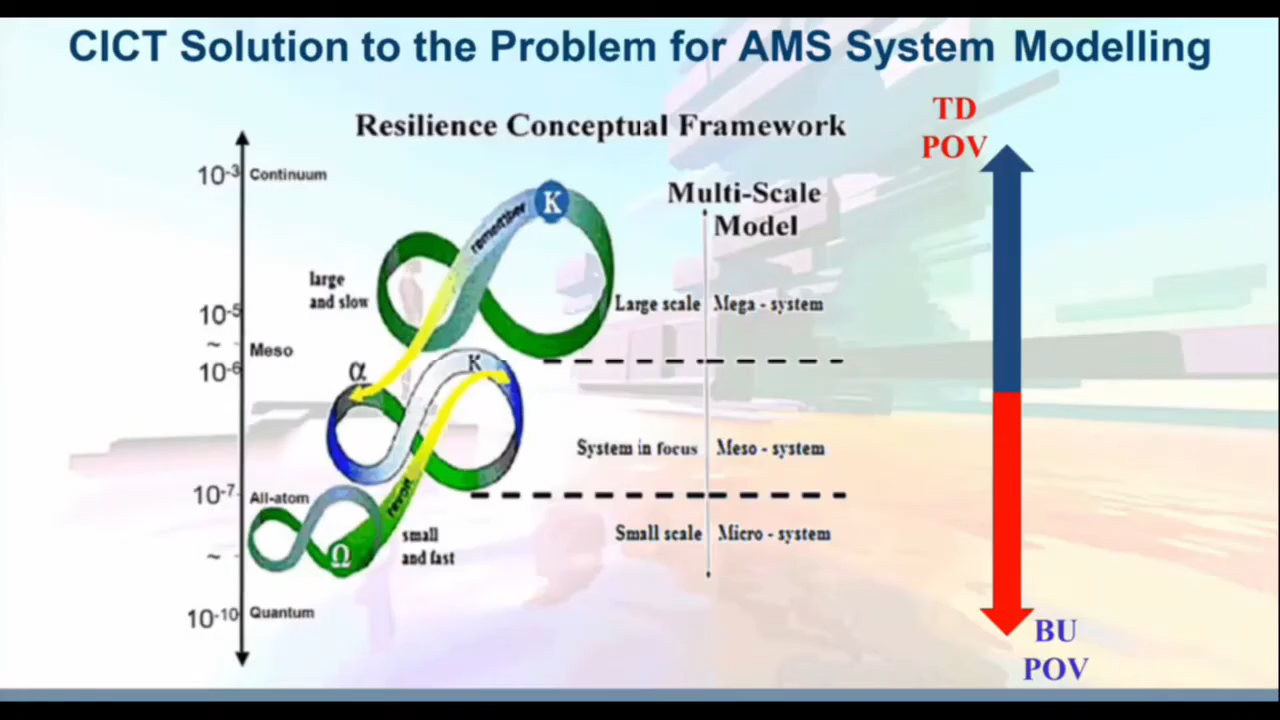 CICT Solution to the Problem for AMS System Modelling
Resilience Conceptual Framework
TD
POV
10-3 Continuum
Multi-Scale
Model
K
remember
large
and slow
10-5
~
Meso
10-6
Large scale
Mega - system
α
K
System in focus
Meso - system
10-7
All-atom
revolt
small
and fast
Small scale
Micro - system
Ω
~
10-10 Quantum
BU
POV